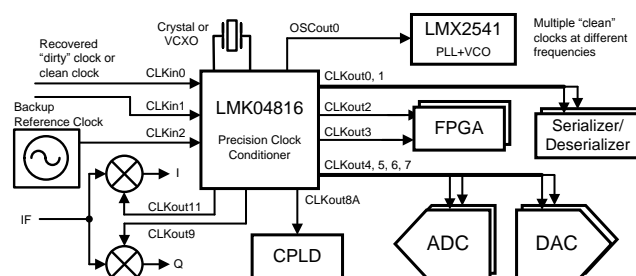 Crystal or
VCXO
OSCout0
LMX2541
PLL+VCO
Multiple "clean"
clocks at different
frequencies
Recovered
"dirty" clock or
clean clock
CLKin0
CLKin1
CLKin2
Backup
Reference Clock
LMK04816
Precision Clock
Conditioner
CLKout0, 1
CLKout2
CLKout3
FPGA
Serializer/
Deserializer
CLKout4, 5, 6, 7
I
CLKout11
CLKout8A
IF
CLKout9
Q
CPLD
ADC
DAC